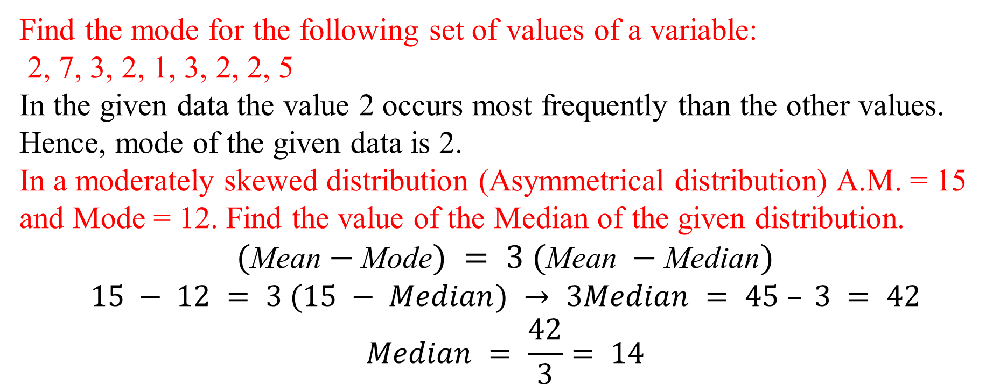 Find the mode for the following set of values of a variable:
2, 7, 3, 2, 1, 3, 2, 2, 5
In the given data the value 2 occurs most frequently than the other values.
Hence, mode of the given data is 2.
In a moderately skewed distribution (Asymmetrical distribution) A.M. = 15
and Mode = 12. Find the value of the Median of the given distribution.
(Mean − Mode) = 3 (Mean − Median)
15 − 12 = 3 (15 − Median) → 3Median = 45 – 3 = 42
Median = 42/3 = 14